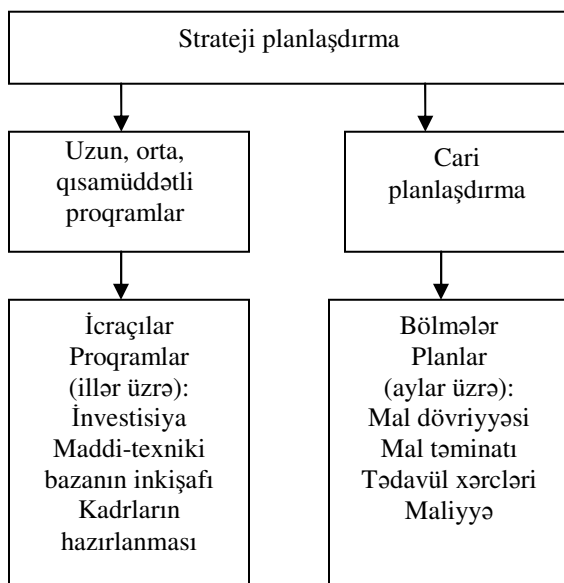 Strateji planlaşdırma
Uzun, orta,
qısamüddətli
proqramlar
Cari
planlaşdırma
İcraçılar
Proqramlar
(illər üzrə):
İnvestisiya
Maddi-texniki
bazanın inkişafı
Kadrların
hazırlanması
Bölmələr
Planlar
(aylar üzrə):
Mal dövriyyəsi
Mal təminatı
Tədavül xərcləri
Maliyyə